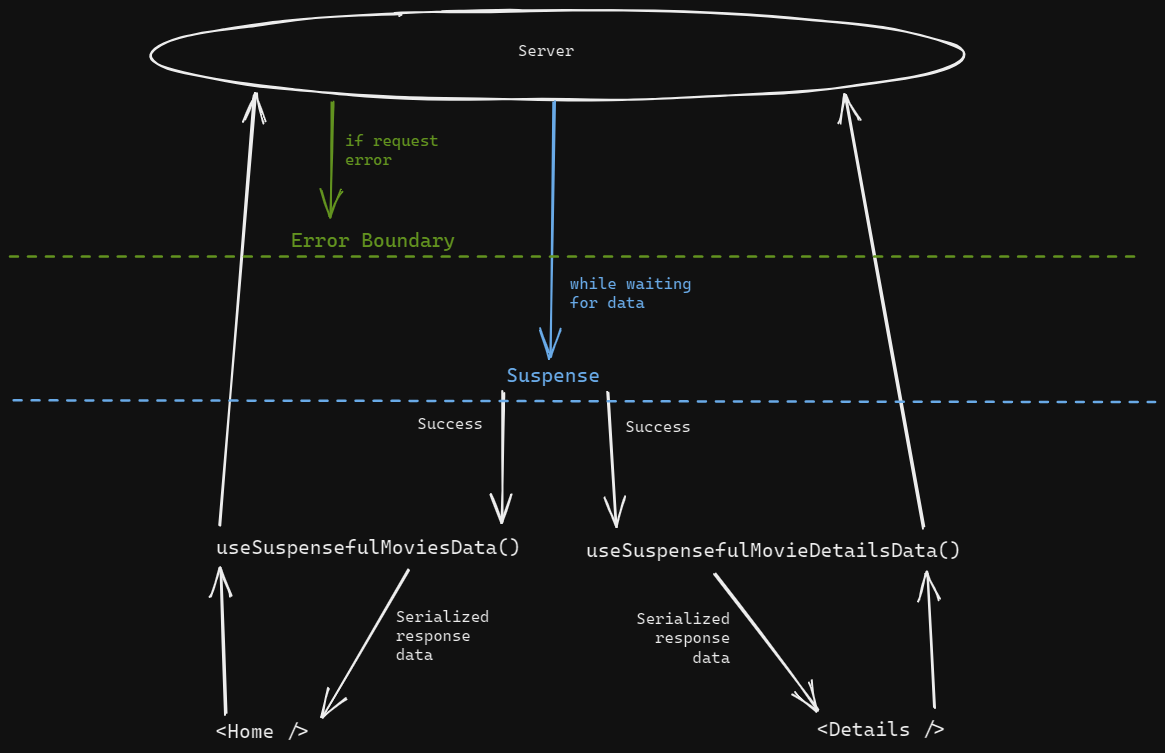 Server
if request
error
Error Boundary
while waiting
for data
Suspense
Success
Success
useSuspensefulMoviesData()
useSuspensefulMovieDetailsData()
Serialized
response
data
Serialized
response
data
<Home />
<Details />